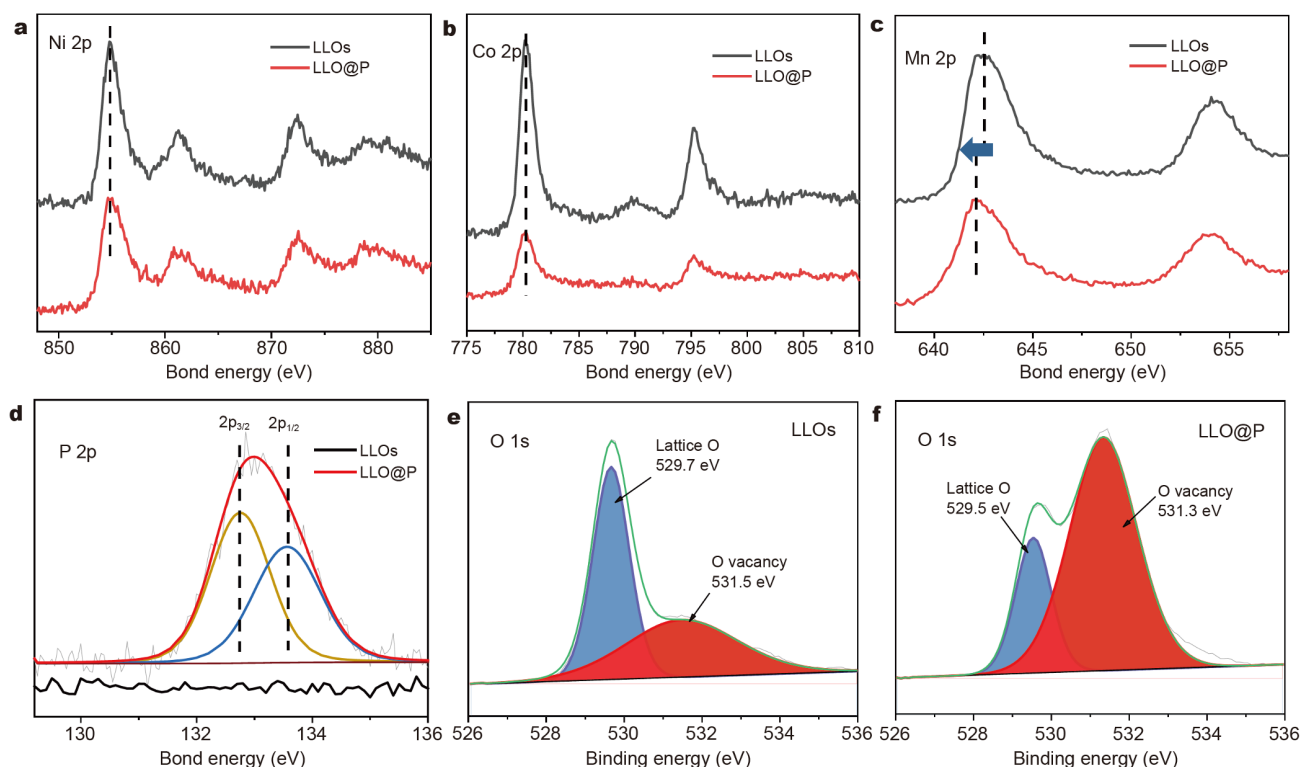 a
Ni 2p
LLOs
LLO@P
850
860
870
880
Bond energy (eV)
b
Co 2p
LLOs
LLO@P
775
780
785
790
795
800
805
810
Bond energy (eV)
c
Mn 2p
LLOs
LLO@P
640
645
650
655
Bond energy (eV)
d
P 2p
2p3/2
2p1/2
LLOs
LLO@P
130
132
134
136
Bond energy (eV)
e
O 1s
LLOs
Lattice O
529.7 eV
O vacancy
531.5 eV
526
528
530
532
534
536
Binding energy (eV)
f
O 1s
LLO@P
Lattice O
529.5 eV
O vacancy
531.3 eV
526
528
530
532
534
536
Binding energy (eV)